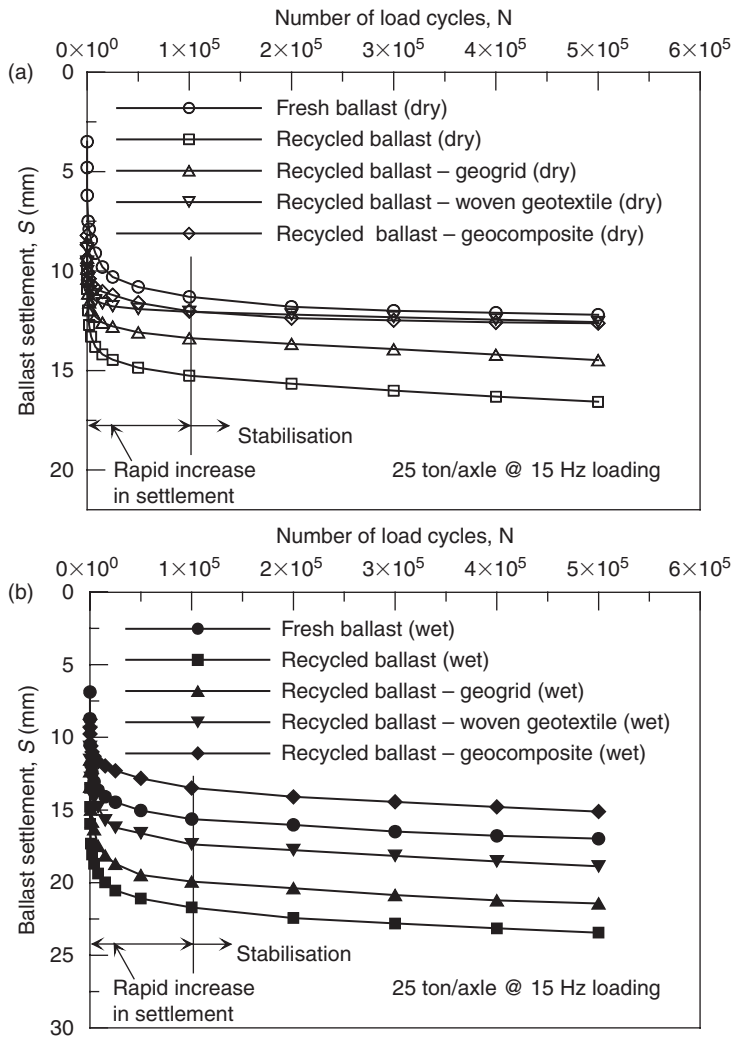 Number of load cycles, N
0×10⁰ 1×10⁵ 2×10⁵ 3×10⁵ 4×10⁵ 5×10⁵ 6×10⁵
(a)
0
5
10
15
20
Ballast settlement, S (mm)
Fresh ballast (dry)
Recycled ballast (dry)
Recycled ballast – geogrid (dry)
Recycled ballast – woven geotextile (dry)
Recycled ballast – geocomposite (dry)
Stabilisation
Rapid increase
in settlement
25 ton/axle @ 15 Hz loading
Number of load cycles, N
0×10⁰ 1×10⁵ 2×10⁵ 3×10⁵ 4×10⁵ 5×10⁵ 6×10⁵
(b)
0
5
10
15
20
25
30
Ballast settlement, S (mm)
Fresh ballast (wet)
Recycled ballast (wet)
Recycled ballast – geogrid (wet)
Recycled ballast – woven geotextile (wet)
Recycled ballast – geocomposite (wet)
Stabilisation
Rapid increase
in settlement
25 ton/axle @ 15 Hz loading